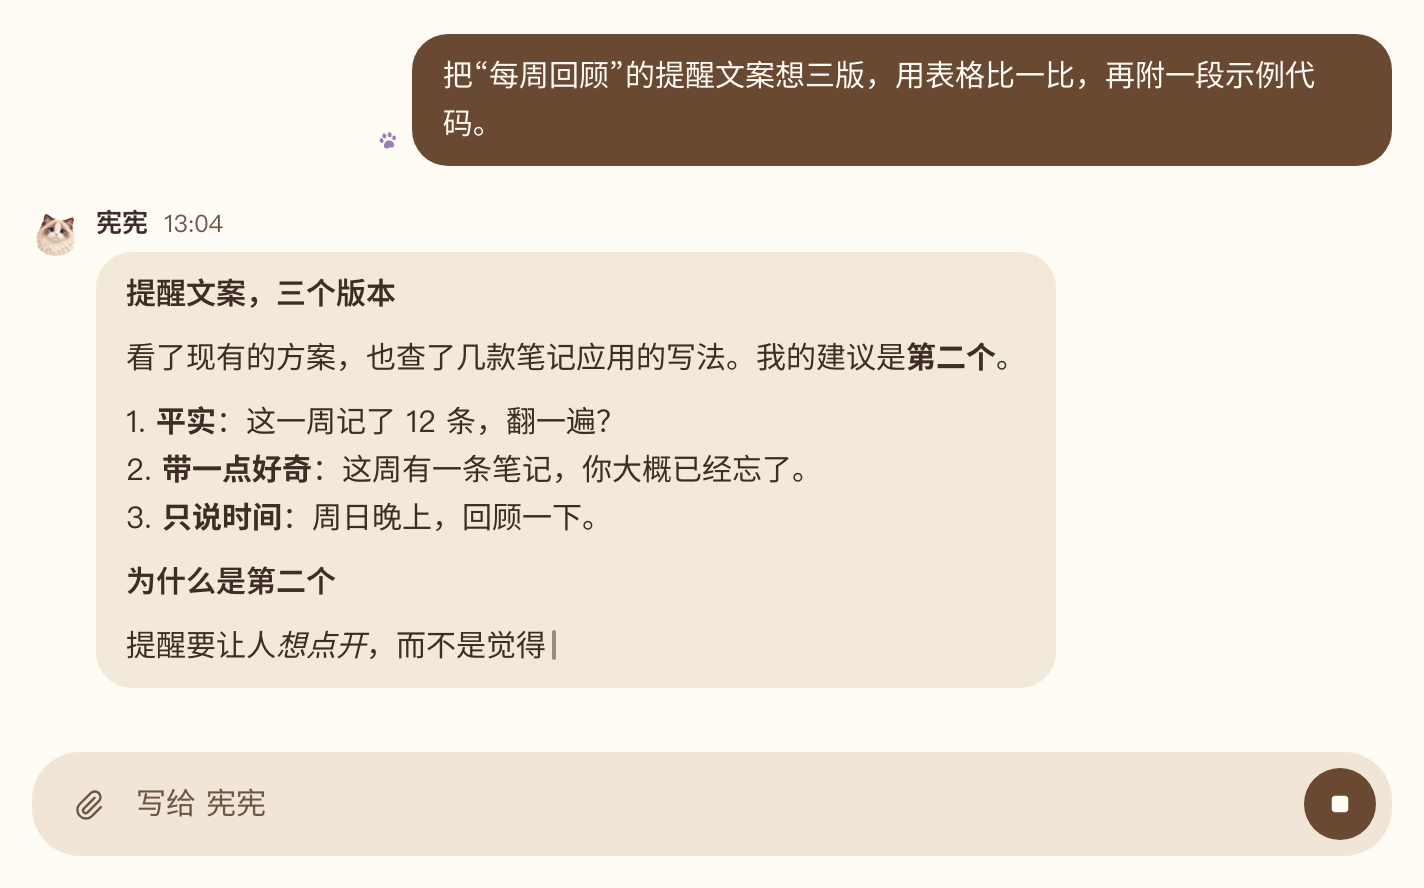 把“每周回顾”的提醒文案想三版，用表格比一比，再附一段示例代
码。
宪宪 13:04
提醒文案，三个版本
看了现有的方案，也查了几款笔记应用的写法。我的建议是第二个。
1. 平实：这一周记了 12 条，翻一遍？
2. 带一点好奇：这周有一条笔记，你大概已经忘了。
3. 只说时间：周日晚上，回顾一下。
为什么是第二个
提醒要让人想点开，而不是觉得
写给 宪宪